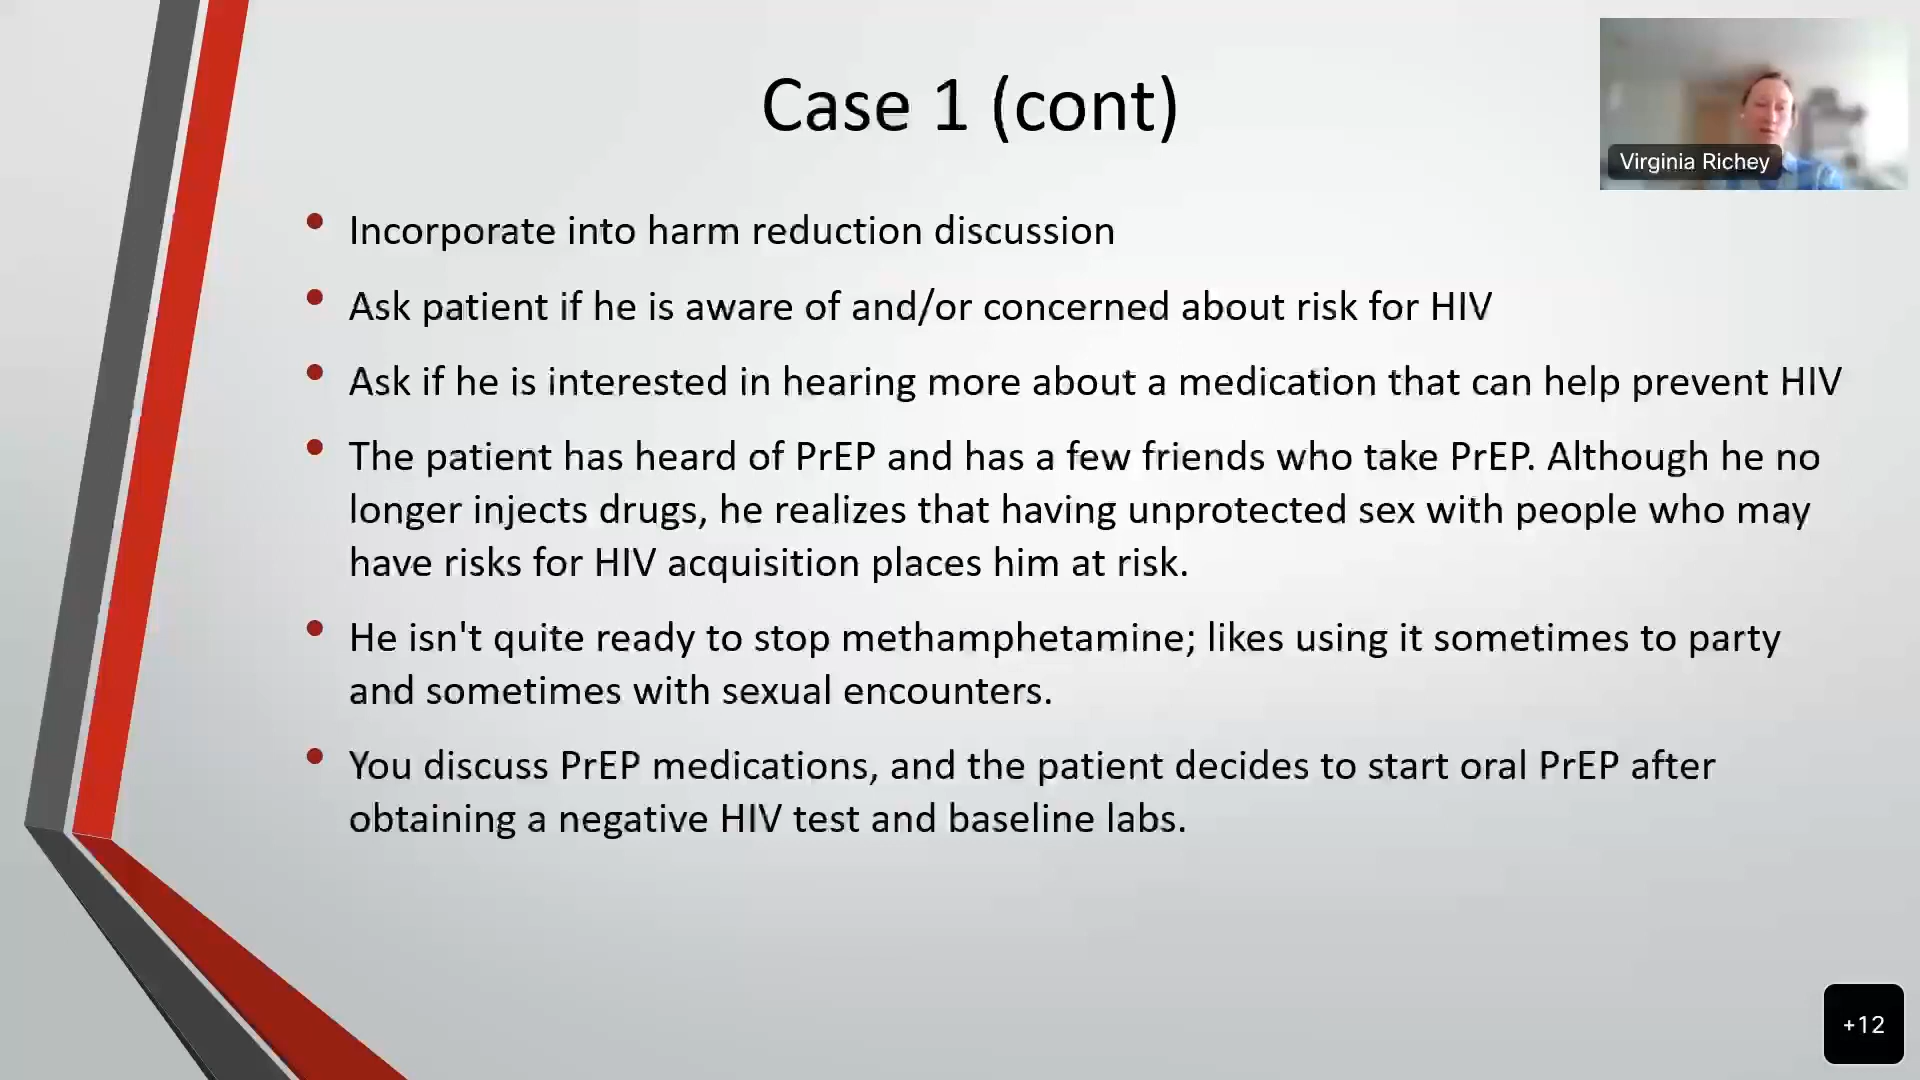 Case 1 (cont)
Virginia Richey
• Incorporate into harm reduction discussion
• Ask patient if he is aware of and/or concerned about risk for HIV
• Ask if he is interested in hearing more about a medication that can help prevent HIV
• The patient has heard of PrEP and has a few friends who take PrEP. Although he no
longer injects drugs, he realizes that having unprotected sex with people who may
have risks for HIV acquisition places him at risk.
• He isn't quite ready to stop methamphetamine; likes using it sometimes to party
and sometimes with sexual encounters.
• You discuss PrEP medications, and the patient decides to start oral PrEP after
obtaining a negative HIV test and baseline labs.
+12